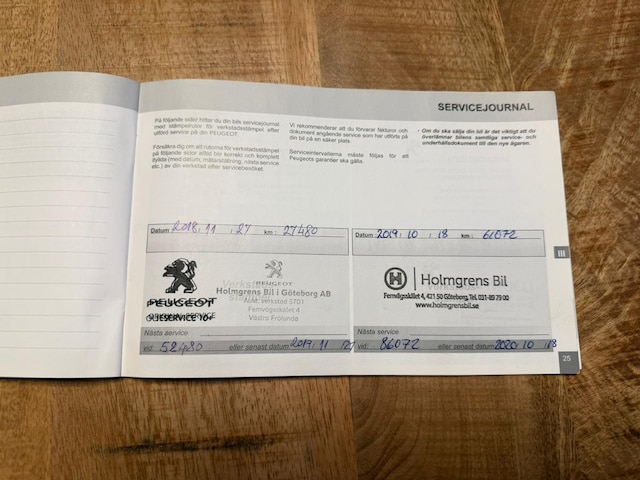 SERVICEJOURNAL
På följande sidor hittar du din bils servicejournal
med stämpelrutor för verkstadsstämpel efter
utförd service på din PEUGEOT.
Försäkra dig om att rutorna för verkstadsstämpel
på följande sidor alltid blir korrekt och komplett
ifyllda (med datum, mätarställning, nästa service
etc.) av din verkstad efter servicebesöket.
Vi rekommenderar att du förvarar fakturor och
dokument angående service som har utförts på
din bil på en säker plats.
Serviceintervallerna måste följas för att
Peugeots garantier ska gälla.
- Om du ska sälja din bil är det viktigt att du
överlämnar bilens samtliga service- och
underhållsdokument till den nye ägaren.
Datum 2018, 11 / 27 km: 27480
PEUGEOT
PEUGEOT
Holmgrens Bil i Göteborg AB
Aukt. verkstad 5701
Femvägsskälet 4
Västra Frölunda
Nästa service
vid: 52480 eller senast datum 2019, 11 / 27
Datum 2019, 10 / 18 km: 61072
Holmgrens Bil
Femvägsskälet 4, 421 50 Göteborg, Tel. 031-89 79 00
www.holmgrensbil.se
Nästa service
vid: 86072 eller senast datum 2020 10 /18
III
25